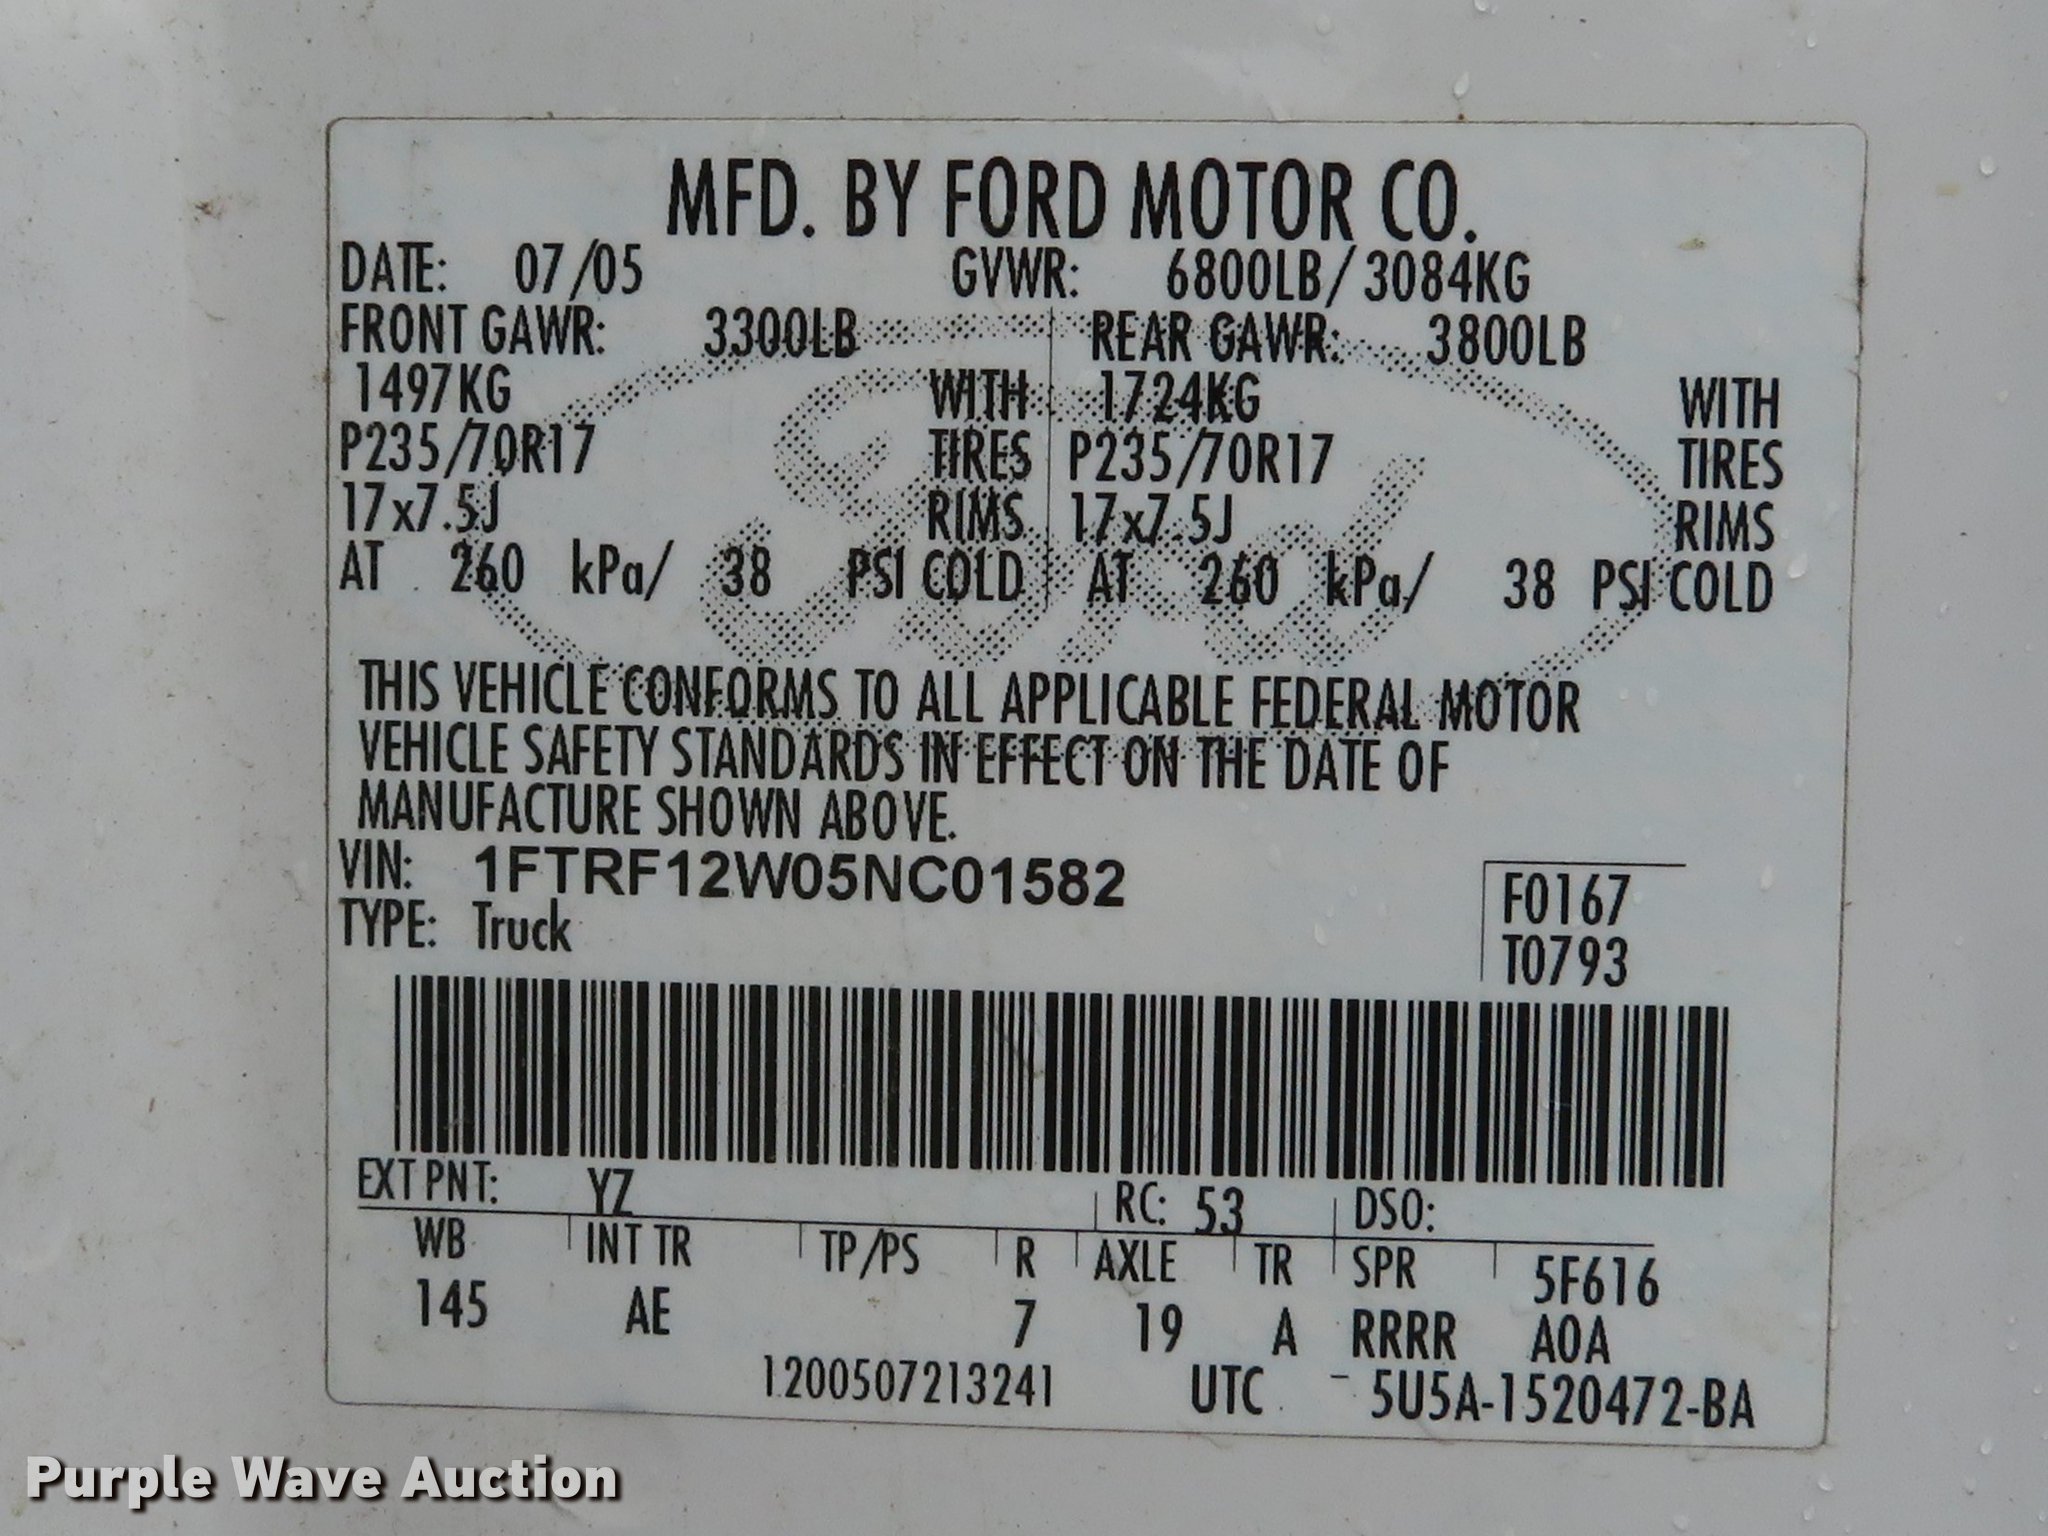 MFD. BY FORD MOTOR CO.
DATE: 07/05 GVWR: 6800LB/3084KG
FRONT GAWR: 3300LB REAR GAWR: 3800LB
1497KG WITH 1724KG WITH
P235/70R17 TIRES P235/70R17 TIRES
17x7.5J RIMS 17x7.5J RIMS
AT 260 kPa/ 38 PSI COLD AT 260 kPa/ 38 PSI COLD
Ford
THIS VEHICLE CONFORMS TO ALL APPLICABLE FEDERAL MOTOR
VEHICLE SAFETY STANDARDS IN EFFECT ON THE DATE OF
MANUFACTURE SHOWN ABOVE.
VIN: 1FTRF12W05NC01582 F0167
TYPE: Truck T0793
EXT PNT: YZ RC: 53 DSO:
WB INT TR TP/PS R AXLE TR SPR 5F616
145 AE 7 19 A RRRR A0A
1200507213241 UTC - 5U5A-1520472-BA
Purple Wave Auction